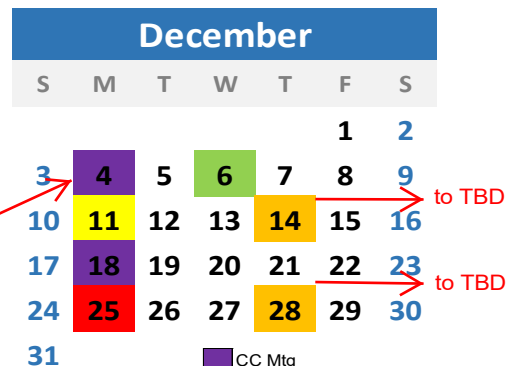 December
S M T W T F S
1 2
3 4 5 6 7 8 9
to TBD
10 11 12 13 14 15 16
17 18 19 20 21 22 23
to TBD
24 25 26 27 28 29 30
31
CC Mtg